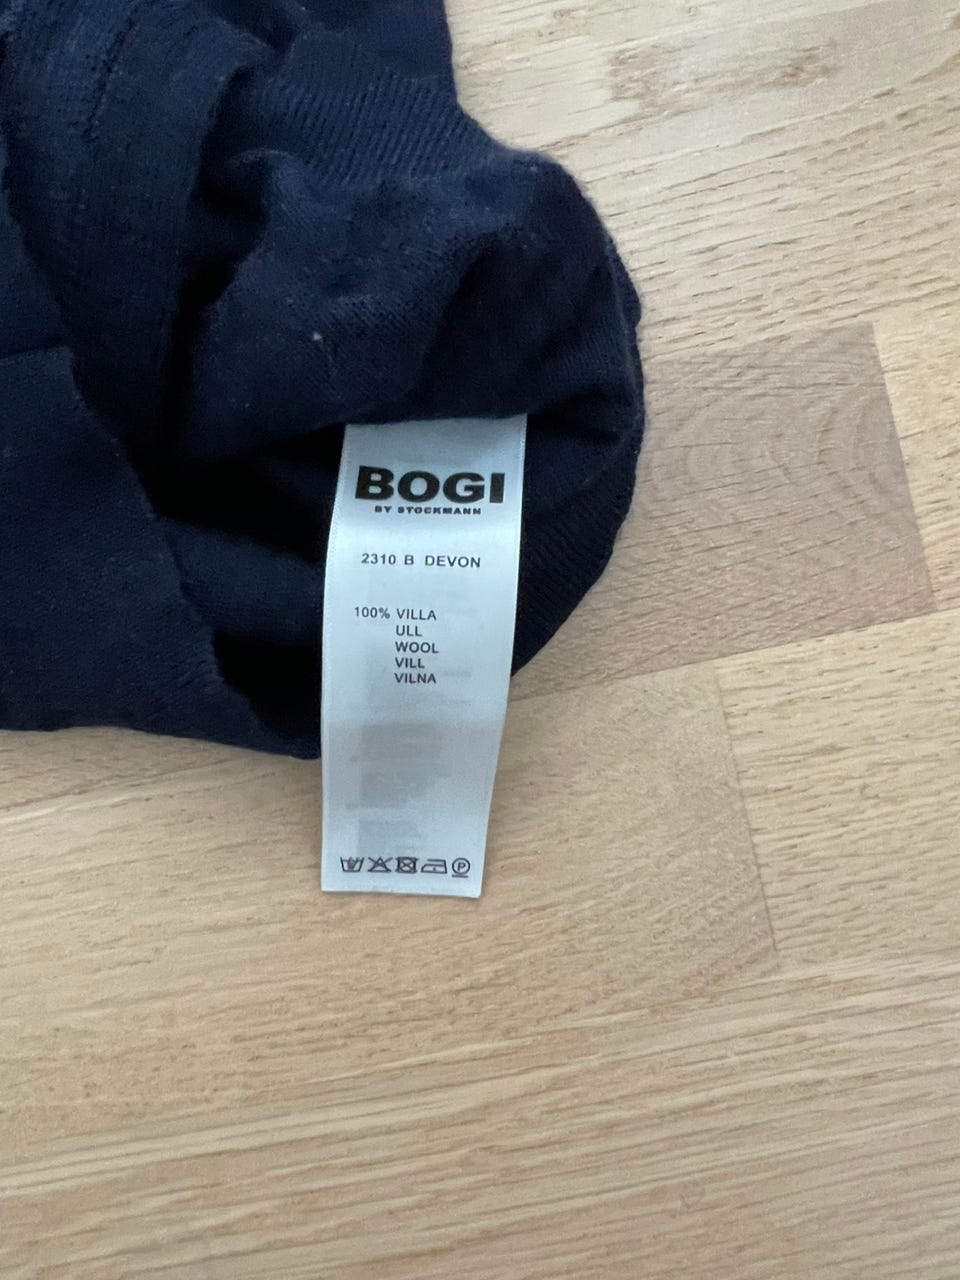 BOGI
BY STOCKMANN
2310 B DEVON
100% VILLA
ULL
WOOL
VILL
VILNA
P